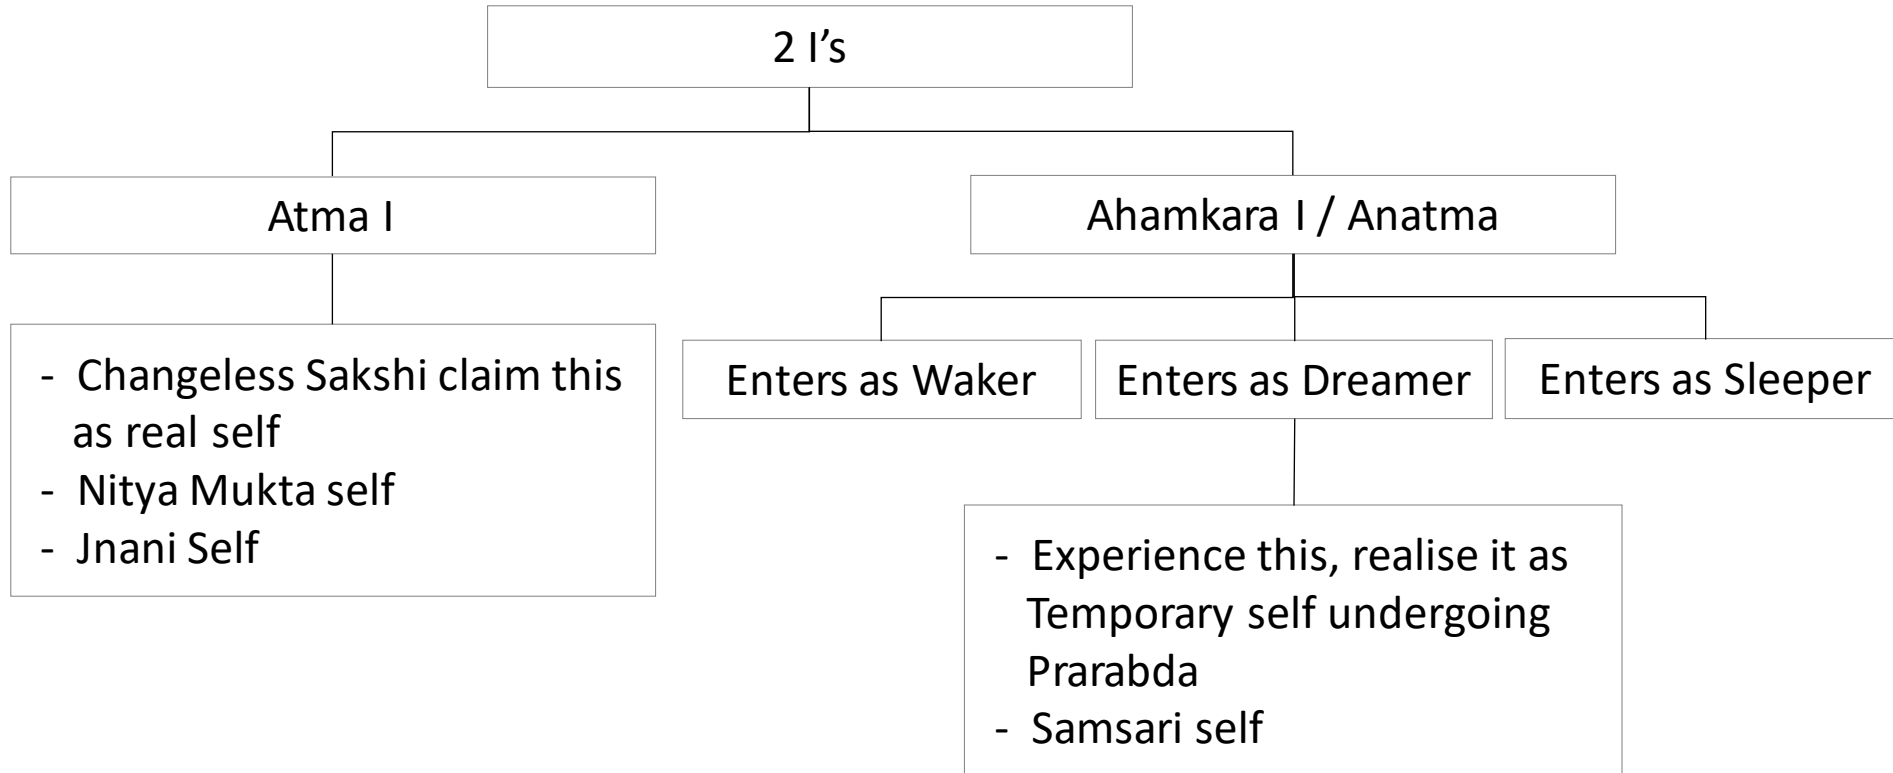 2 I’s
Atma I
Ahamkara I / Anatma
- Changeless Sakshi claim this
as real self
- Nitya Mukta self
- Jnani Self
Enters as Waker
Enters as Dreamer
Enters as Sleeper
- Experience this, realise it as
Temporary self undergoing
Prarabda
- Samsari self